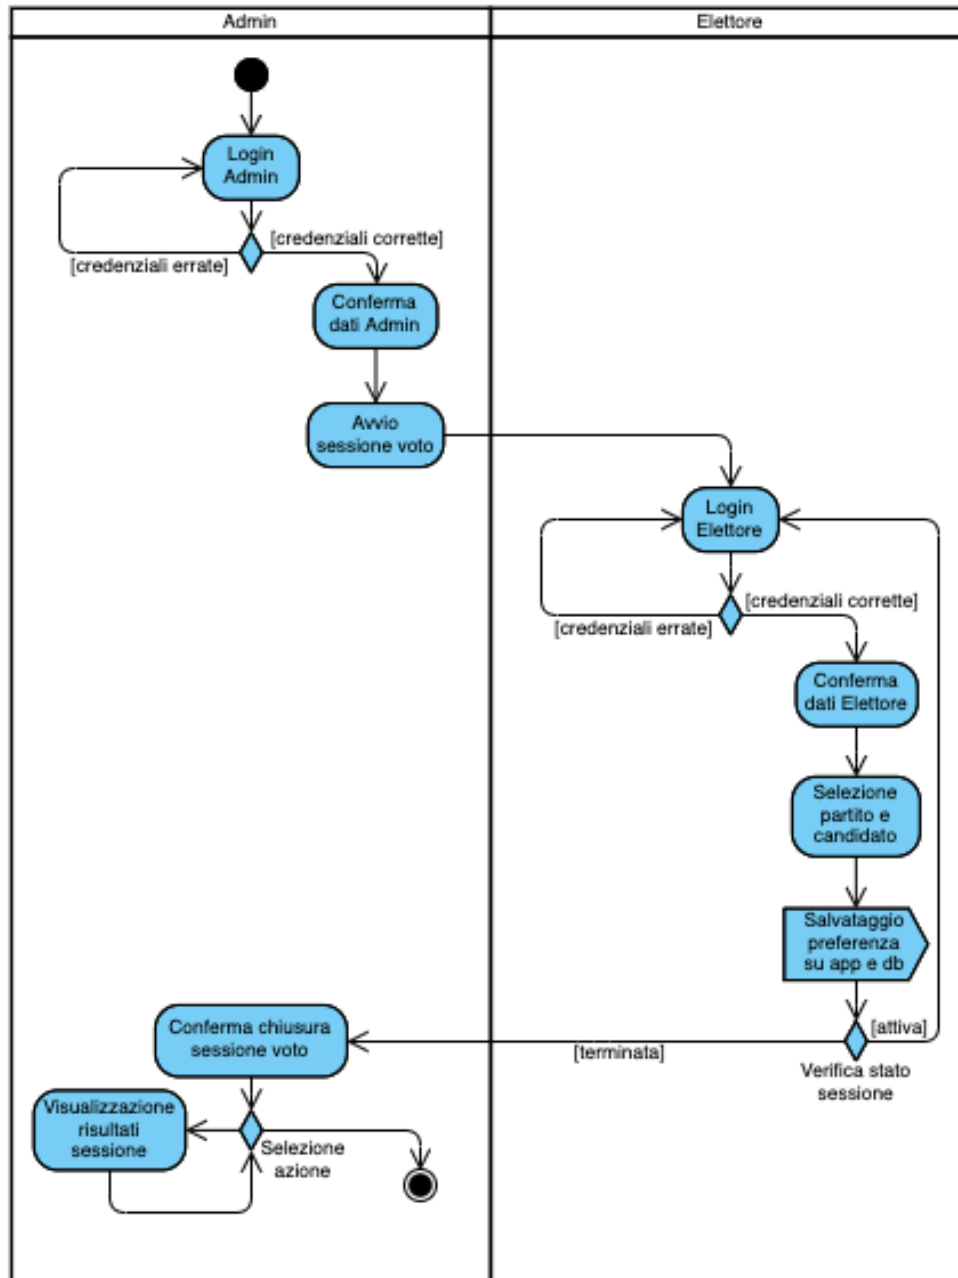 Admin
Elettore
Login
Admin
[credenziali corrette]
[credenziali errate]
Conferma
dati Admin
Avvio
sessione voto
Login
Elettore
[credenziali corrette]
[credenziali errate]
Conferma
dati Elettore
Selezione
partito e
candidato
Salvataggio
preferenza
su app e db
[attiva]
[terminata]
Verifica stato
sessione
Conferma chiusura
sessione voto
Visualizzazione
risultati
sessione
Selezione
azione